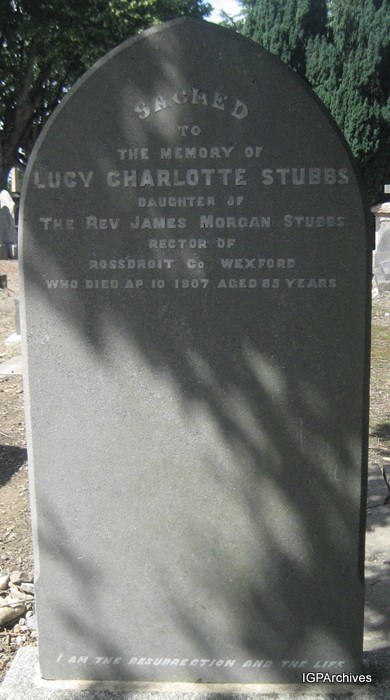 SACRED
TO
THE MEMORY OF
LUCY CHARLOTTE STUBBS
DAUGHTER OF
THE REV JAMES MORGAN STUBBS
RECTOR OF
ROSSDROIT Co WEXFORD
WHO DIED AP 10 1907 AGED 85 YEARS
I AM THE RESURRECTION AND THE LIFE
IGPArchives